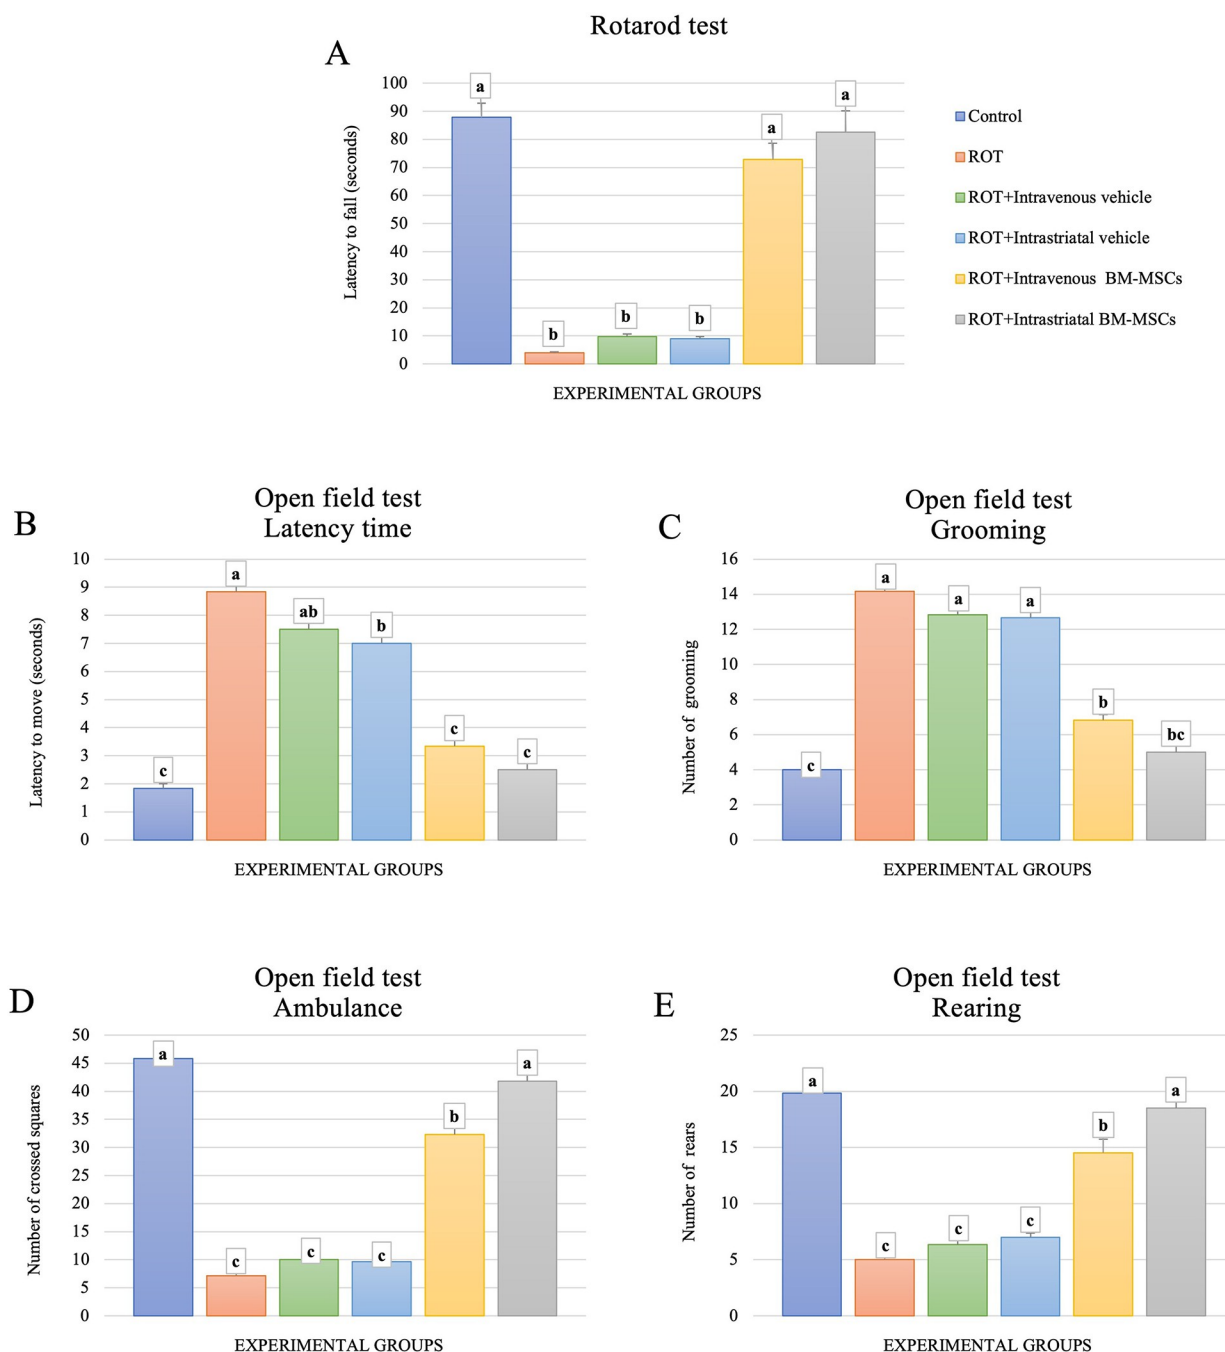 Rotarod test
A
100
90
80
70
60
50
40
30
20
10
0
Latency to fall (seconds)
a
b
b
b
a
a
EXPERIMENTAL GROUPS
Control
ROT
ROT+Intravenous vehicle
ROT+Intrastriatal vehicle
ROT+Intravenous BM-MSCs
ROT+Intrastriatal BM-MSCs
B
Open field test
Latency time
10
9
8
7
6
5
4
3
2
1
0
Latency to move (seconds)
c
a
ab
b
c
c
EXPERIMENTAL GROUPS
C
Open field test
Grooming
16
14
12
10
8
6
4
2
0
Number of grooming
c
a
a
a
b
bc
EXPERIMENTAL GROUPS
D
Open field test
Ambulance
50
45
40
35
30
25
20
15
10
5
0
Number of crossed squares
a
c
c
c
b
a
EXPERIMENTAL GROUPS
E
Open field test
Rearing
25
20
15
10
5
0
Number of rears
a
c
c
c
b
a
EXPERIMENTAL GROUPS